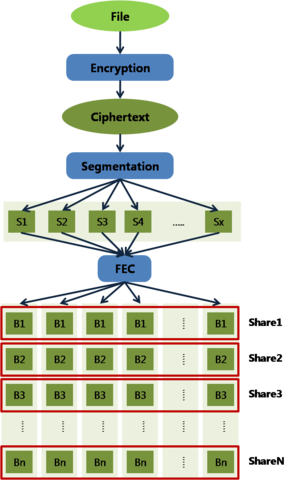 File
Encryption
Ciphertext
Segmentation
S1 S2 S3 S4 ..... Sx
FEC
B1 B1 B1 B1 B1 Share1
B2 B2 B2 B2 B2 Share2
B3 B3 B3 B3 B3 Share3
Bn Bn Bn Bn Bn ShareN